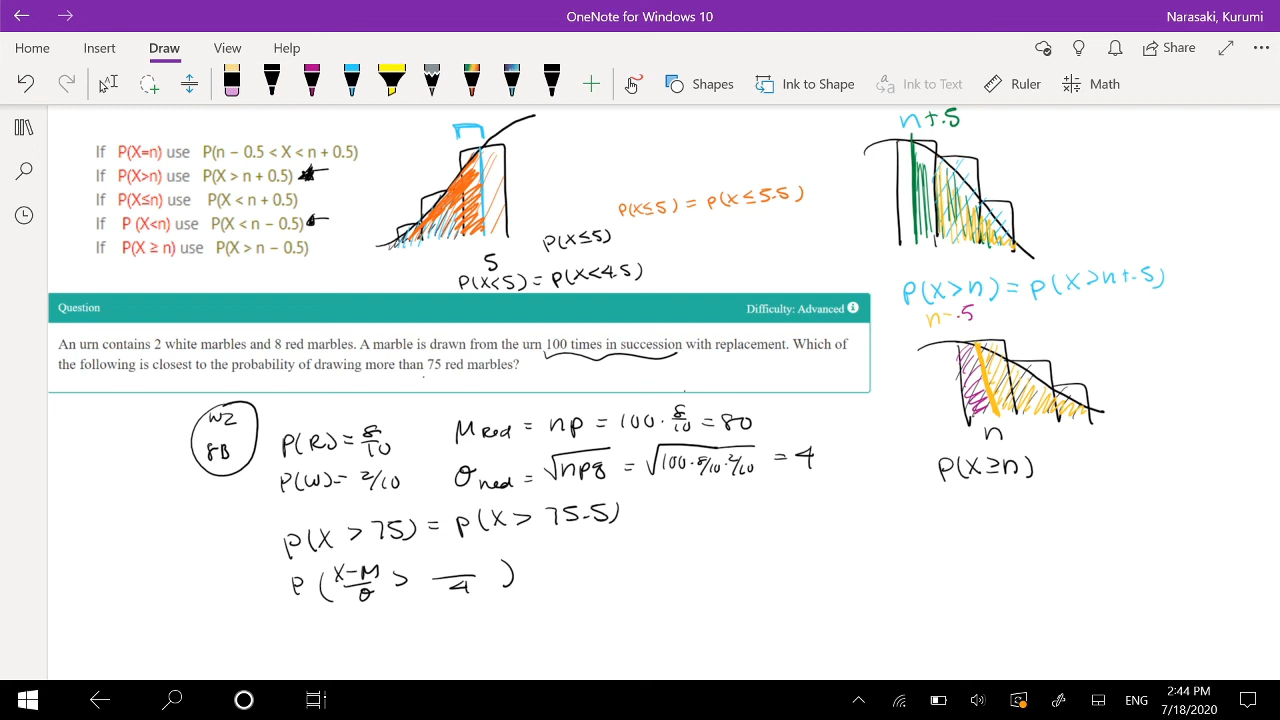 OneNote for Windows 10
Narasaki, Kurumi
Home Insert Draw View Help
Share
Shapes
Ink to Shape
Ink to Text
Ruler
Math
If P(X=n) use P(n − 0.5 < X < n + 0.5)
If P(X>n) use P(X > n + 0.5)
If P(X≤n) use P(X < n + 0.5)
If P (X<n) use P(X < n − 0.5)
If P(X ≥ n) use P(X > n − 0.5)
5
P(X≤5)
P(X<5) = P(X<4.5)
P(X≤5) = P(X≤5.5)
n+.5
P(X>n) = P(X>n+.5)
n-.5
n
P(X≥n)
Question
Difficulty: Advanced
An urn contains 2 white marbles and 8 red marbles. A marble is drawn from the urn 100 times in succession with replacement. Which of
the following is closest to the probability of drawing more than 75 red marbles?
W2
8B
P(R)= 8/10
P(W)= 2/10
μ Red = np = 100 · 8/10 = 80
σ Red = √npq = √100·8/10·2/10 = 4
P(X > 75) = P(X > 75.5)
P(X-M/σ > /4 )
ENG
2:44 PM
7/18/2020